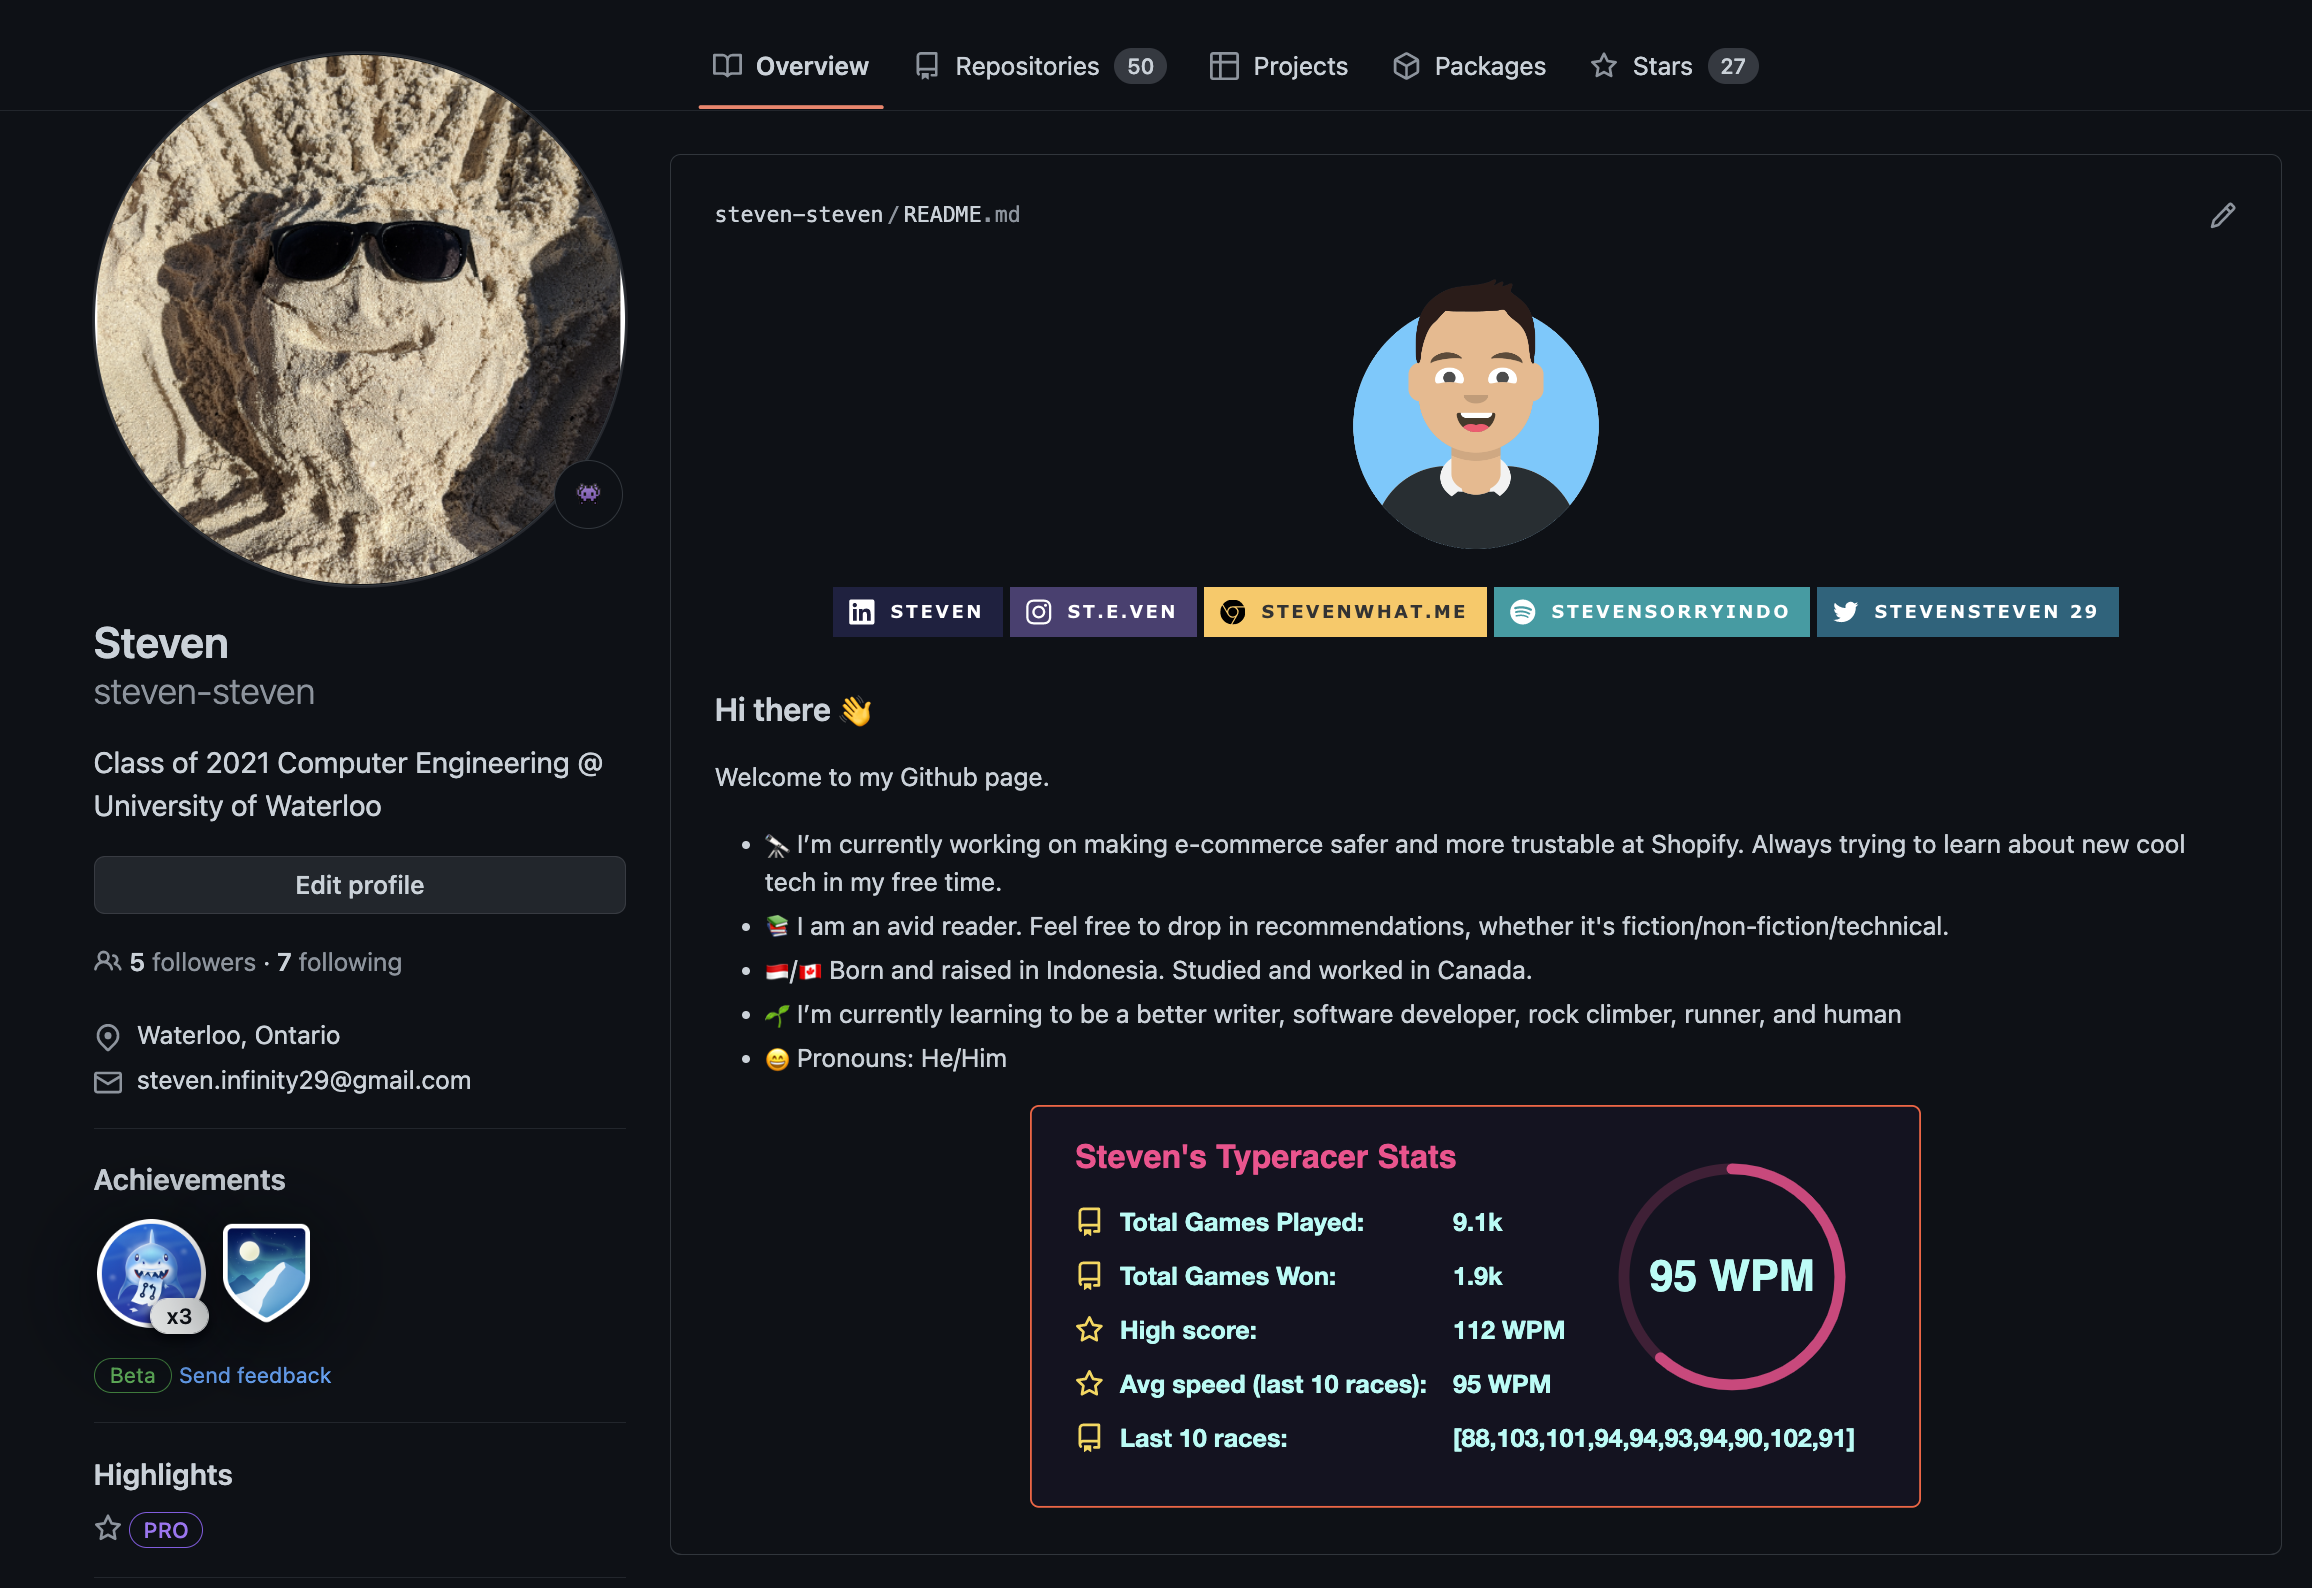 Overview Repositories 50 Projects Packages Stars 27
Steven
steven-steven
Class of 2021 Computer Engineering @
University of Waterloo
Edit profile
5 followers · 7 following
Waterloo, Ontario
steven.infinity29@gmail.com
Achievements
x3
Beta Send feedback
Highlights
PRO
steven-steven/README.md
in STEVEN ST.E.VEN STEVENWHAT.ME STEVENSORRYINDO STEVENSTEVEN 29
Hi there 👋
Welcome to my Github page.
• 🔭 I’m currently working on making e-commerce safer and more trustable at Shopify. Always trying to learn about new cool
tech in my free time.
• 📚 I am an avid reader. Feel free to drop in recommendations, whether it's fiction/non-fiction/technical.
• 🇮🇩/🇨🇦 Born and raised in Indonesia. Studied and worked in Canada.
• 🌱 I’m currently learning to be a better writer, software developer, rock climber, runner, and human
• 😄 Pronouns: He/Him
Steven's Typeracer Stats
Total Games Played: 9.1k
Total Games Won: 1.9k
High score: 112 WPM
Avg speed (last 10 races): 95 WPM
Last 10 races: [88,103,101,94,94,93,94,90,102,91]
95 WPM